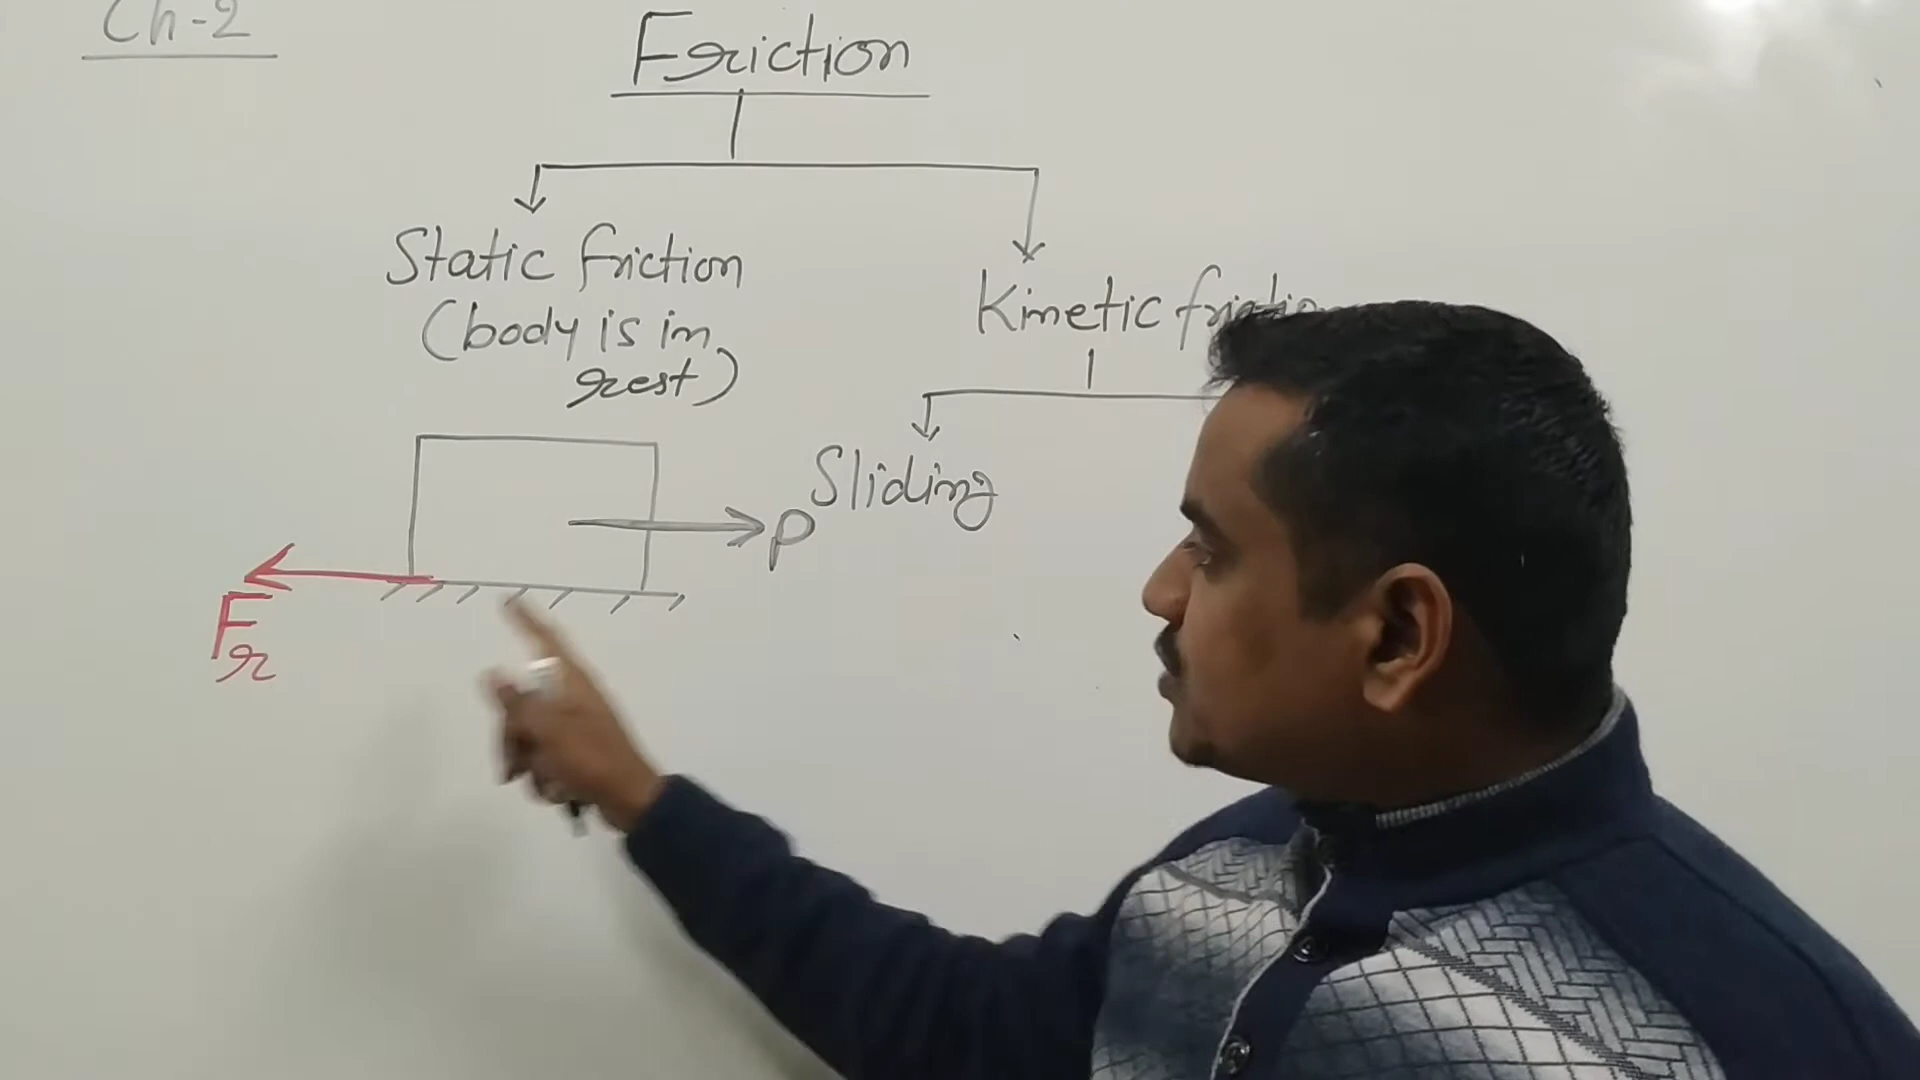 Ch-2
Friction
Static friction
(body is in
rest)
Kinetic
Sliding
P
Fr